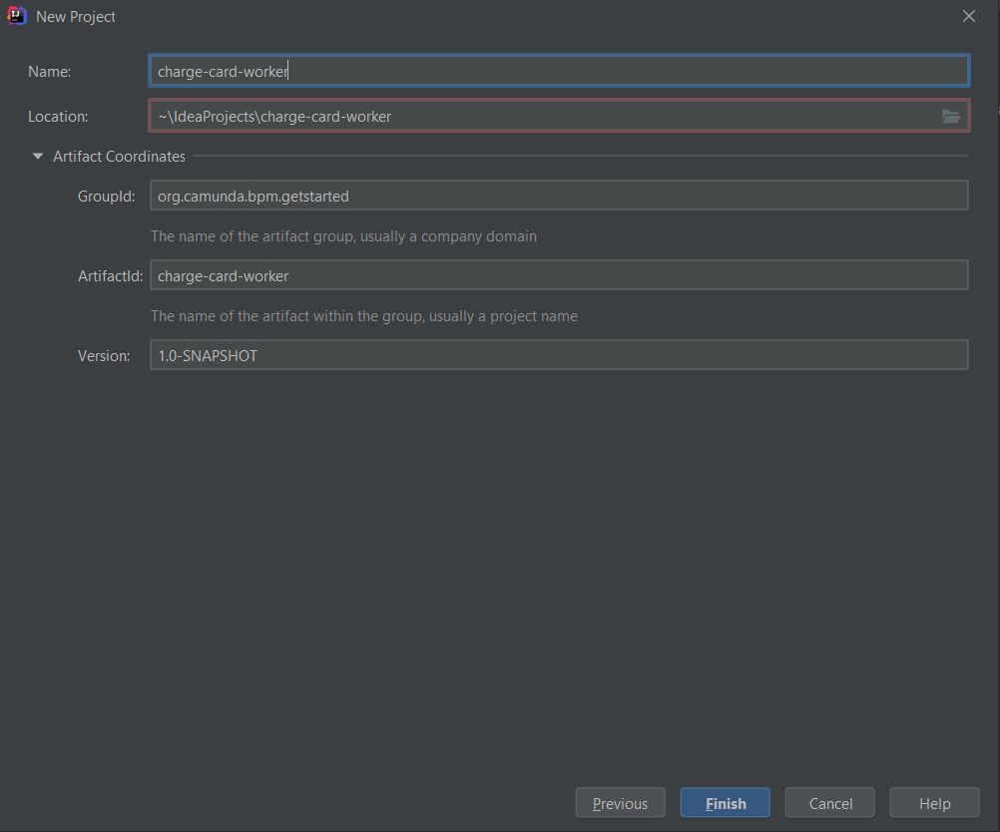 New Project
Name: charge-card-worker
Location: ~\IdeaProjects\charge-card-worker
Artifact Coordinates
GroupId: org.camunda.bpm.getstarted
The name of the artifact group, usually a company domain
ArtifactId: charge-card-worker
The name of the artifact within the group, usually a project name
Version: 1.0-SNAPSHOT
Previous Finish Cancel Help